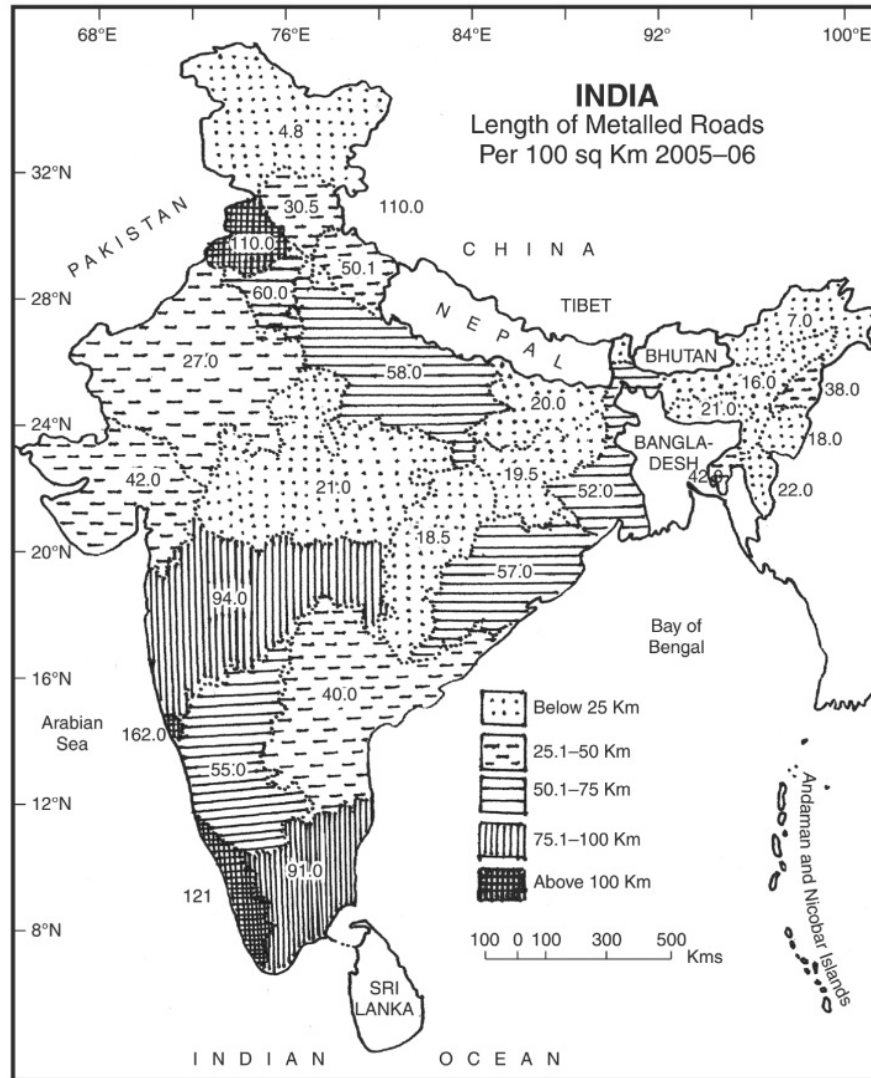 68°E 76°E 84°E 92°E 100°E
INDIA
Length of Metalled Roads
Per 100 sq Km 2005–06
4.8
32°N
30.5
110.0
PAKISTAN
110.0
CHINA
50.1
60.0
28°N
NEPAL
TIBET
7.0
BHUTAN
27.0
58.0
16.0
38.0
20.0
21.0
24°N
BANGLA-
DESH
18.0
42.0
19.5
42.0
21.0
52.0
22.0
18.5
20°N
57.0
94.0
Bay of
Bengal
16°N
40.0
Below 25 Km
Arabian
Sea
162.0
25.1–50 Km
55.0
50.1–75 Km
12°N
75.1–100 Km
91.0
Above 100 Km
121
Andaman and Nicobar Islands
8°N
100 0 100 300 500
Kms
SRI
LANKA
INDIAN OCEAN